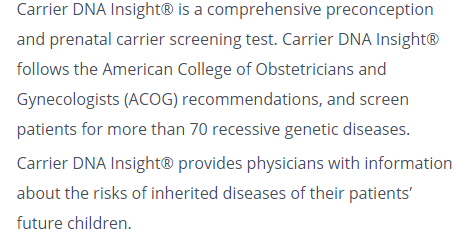 Carrier DNA Insight® is a comprehensive preconception
and prenatal carrier screening test. Carrier DNA Insight®
follows the American College of Obstetricians and
Gynecologists (ACOG) recommendations, and screen
patients for more than 70 recessive genetic diseases.
Carrier DNA Insight® provides physicians with information
about the risks of inherited diseases of their patients’
future children.